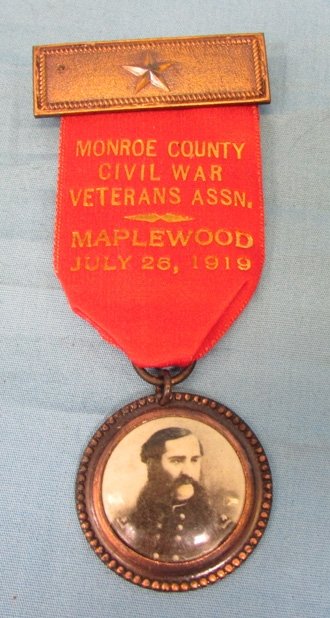 MONROE COUNTY
CIVIL WAR
VETERANS ASSN.
MAPLEWOOD
JULY 26, 1919